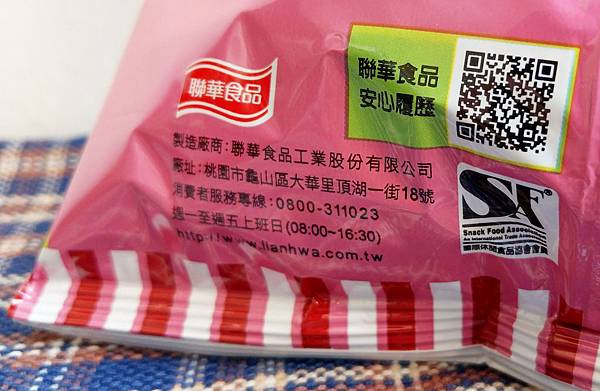 聯華食品
聯華食品
安心履歷
製造廠商：聯華食品工業股份有限公司
廠址：桃園市龜山區大華里頂湖一街18號
消費者服務專線：0800-311023
週一至週五上班日(08:00~16:30)
http://www.lianhwa.com.tw
SFA
Snack Food Association
An International Trade Association
國際休閒食品協會會員